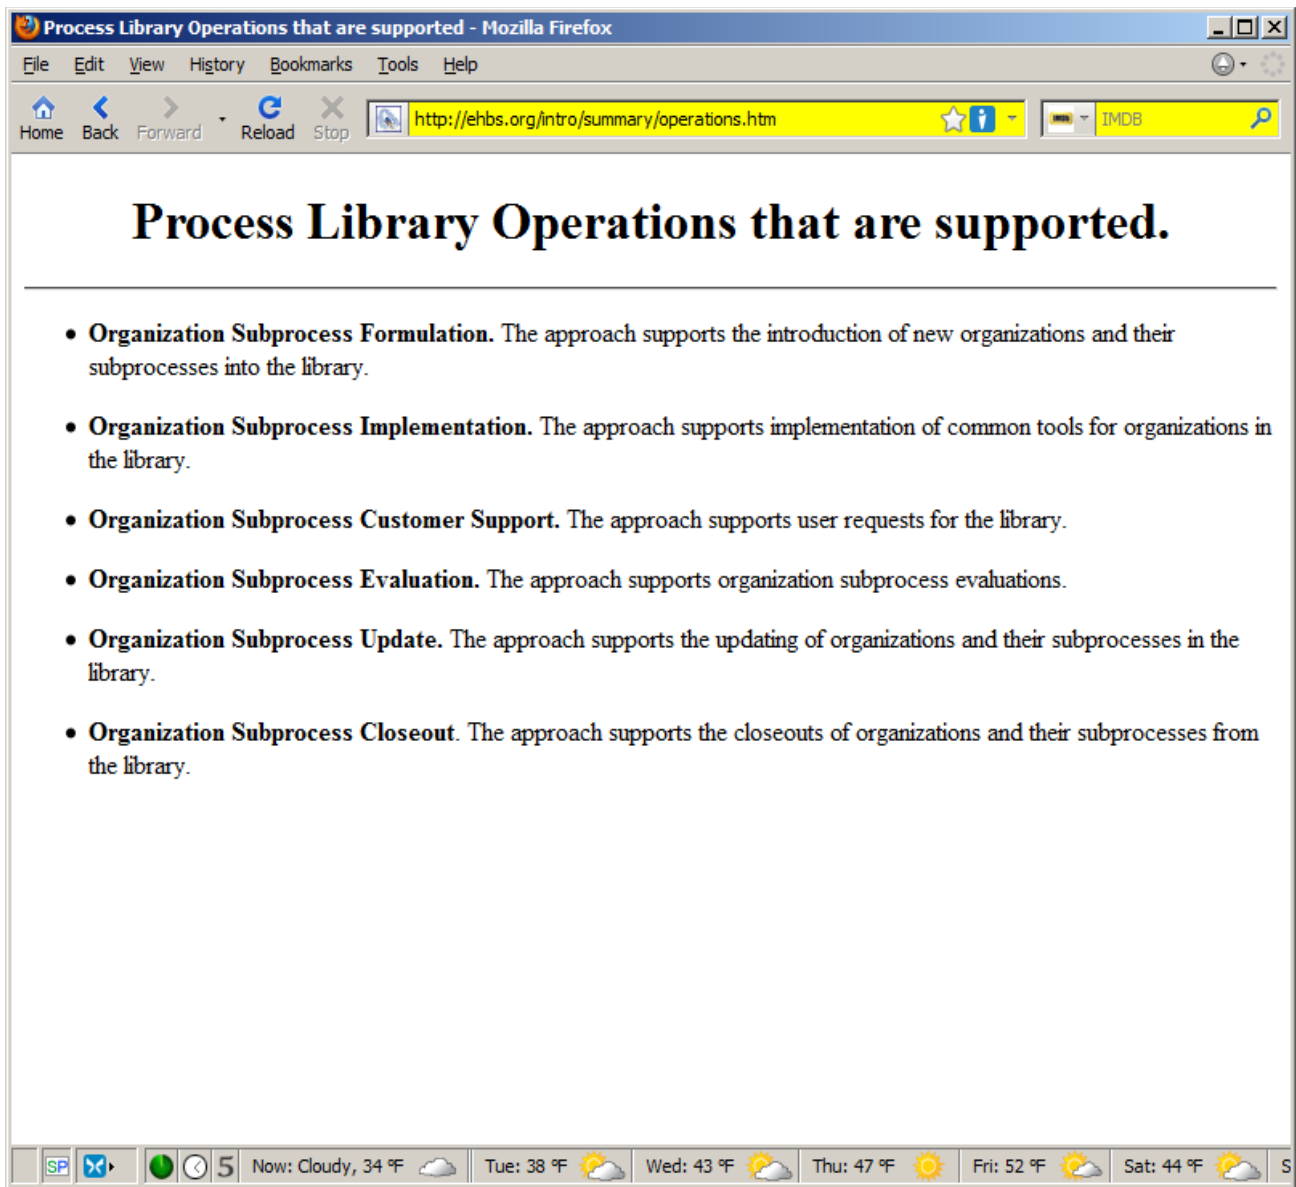 Process Library Operations that are supported - Mozilla Firefox
File Edit View History Bookmarks Tools Help
Home Back Forward Reload Stop http://ehbs.org/intro/summary/operations.htm IMDB
Process Library Operations that are supported.
• Organization Subprocess Formulation. The approach supports the introduction of new organizations and their
subprocesses into the library.
• Organization Subprocess Implementation. The approach supports implementation of common tools for organizations in
the library.
• Organization Subprocess Customer Support. The approach supports user requests for the library.
• Organization Subprocess Evaluation. The approach supports organization subprocess evaluations.
• Organization Subprocess Update. The approach supports the updating of organizations and their subprocesses in the
library.
• Organization Subprocess Closeout. The approach supports the closeouts of organizations and their subprocesses from
the library.
SP 5 Now: Cloudy, 34 °F Tue: 38 °F Wed: 43 °F Thu: 47 °F Fri: 52 °F Sat: 44 °F S